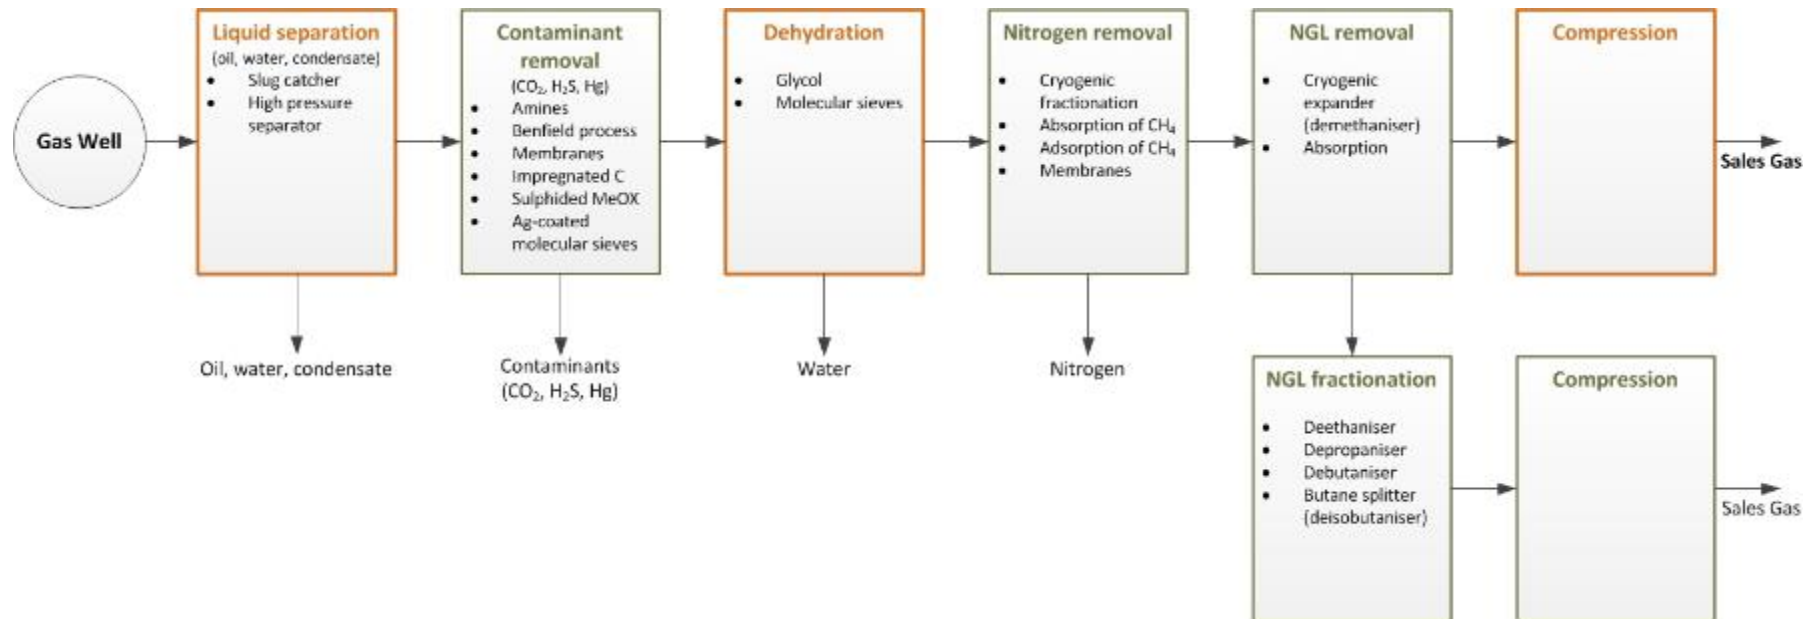 Gas Well
Liquid separation
(oil, water, condensate)
• Slug catcher
• High pressure
separator
Oil, water, condensate
Contaminant
removal
(CO₂, H₂S, Hg)
• Amines
• Benfield process
• Membranes
• Impregnated C
• Sulphided MeOX
• Ag-coated
molecular sieves
Contaminants
(CO₂, H₂S, Hg)
Dehydration
• Glycol
• Molecular sieves
Water
Nitrogen removal
• Cryogenic
fractionation
• Absorption of CH₄
• Adsorption of CH₄
• Membranes
Nitrogen
NGL removal
• Cryogenic
expander
(demethaniser)
• Absorption
Compression
Sales Gas
NGL fractionation
• Deethaniser
• Depropaniser
• Debutaniser
• Butane splitter
(deisobutaniser)
Compression
Sales Gas